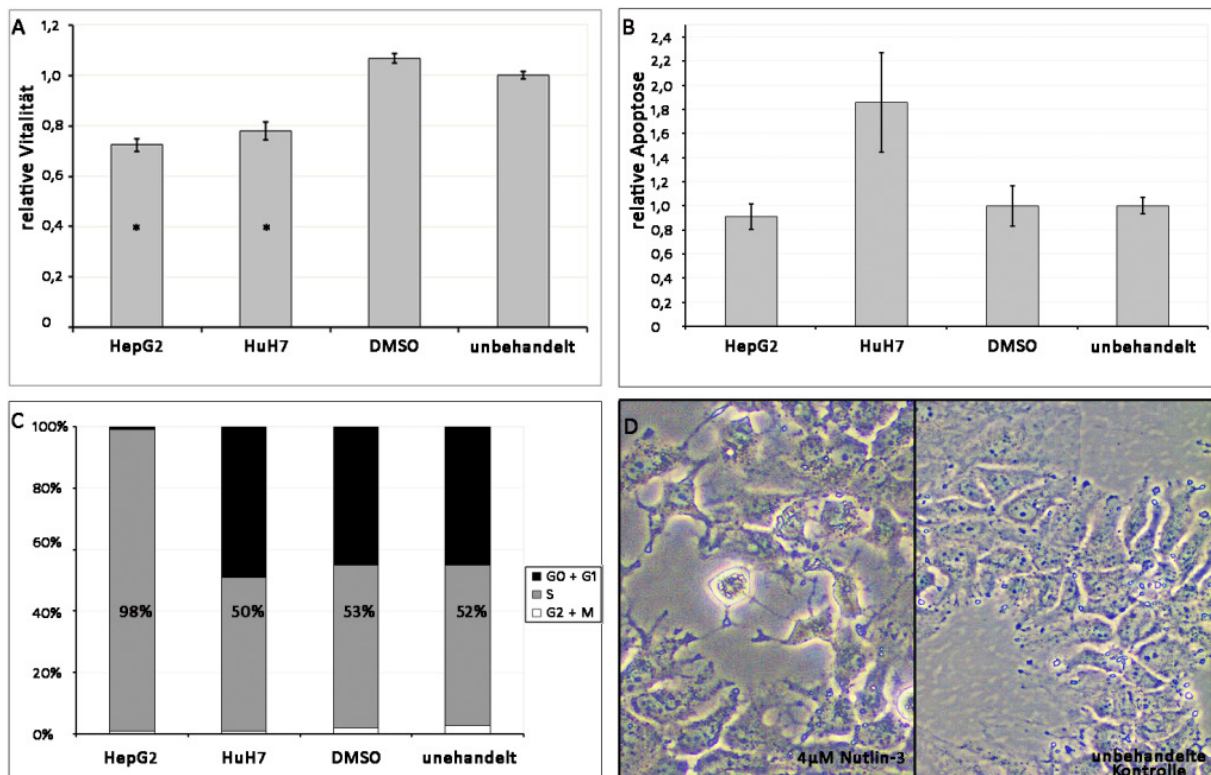 A
relative Vitalität
1,2
1,0
0,8
0,6
0,4
0,2
0
*
*
HepG2 HuH7 DMSO unbehandelt
B
relative Apoptose
2,4
2,2
2,0
1,8
1,6
1,4
1,2
1,0
0,8
0,6
0,4
0,2
0
HepG2 HuH7 DMSO unbehandelt
C
100%
80%
60%
40%
20%
0%
98% 50% 53% 52%
HepG2 HuH7 DMSO unehandelt
G0 + G1
S
G2 + M
D
4µM Nutlin-3
unbehandelte
Kontrolle